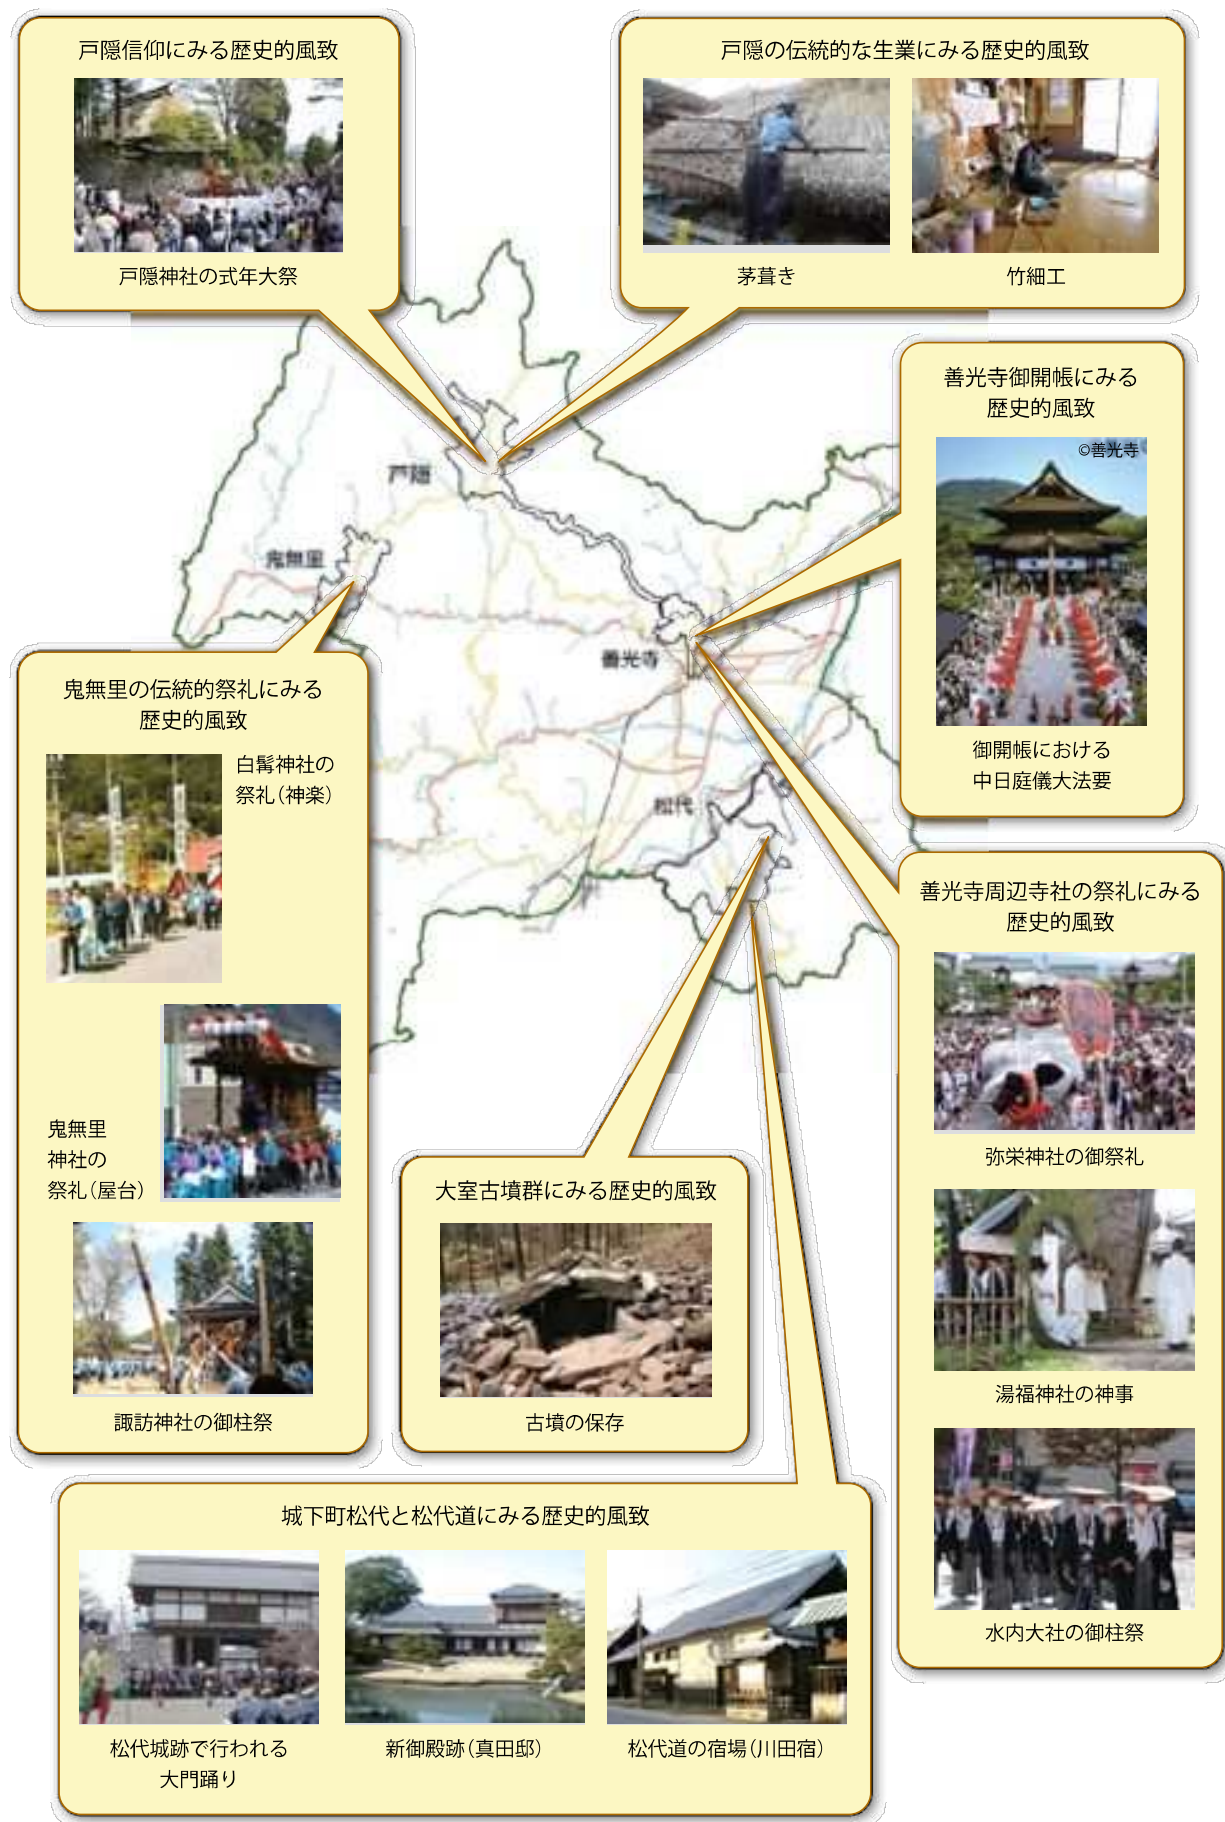 戸隠信仰にみる歴史的風致
戸隠神社の式年大祭
戸隠の伝統的な生業にみる歴史的風致
茅葺き
竹細工
善光寺御開帳にみる
歴史的風致
©善光寺
御開帳における
中日庭儀大法要
戸隠
鬼無里
善光寺
松代
鬼無里の伝統的祭礼にみる
歴史的風致
白髯神社の
祭礼(神楽)
鬼無里
神社の
祭礼(屋台)
諏訪神社の御柱祭
善光寺周辺寺社の祭礼にみる
歴史的風致
弥栄神社の御祭礼
湯福神社の神事
水内大社の御柱祭
大室古墳群にみる歴史的風致
古墳の保存
城下町松代と松代道にみる歴史的風致
松代城跡で行われる
大門踊り
新御殿跡(真田邸)
松代道の宿場(川田宿)